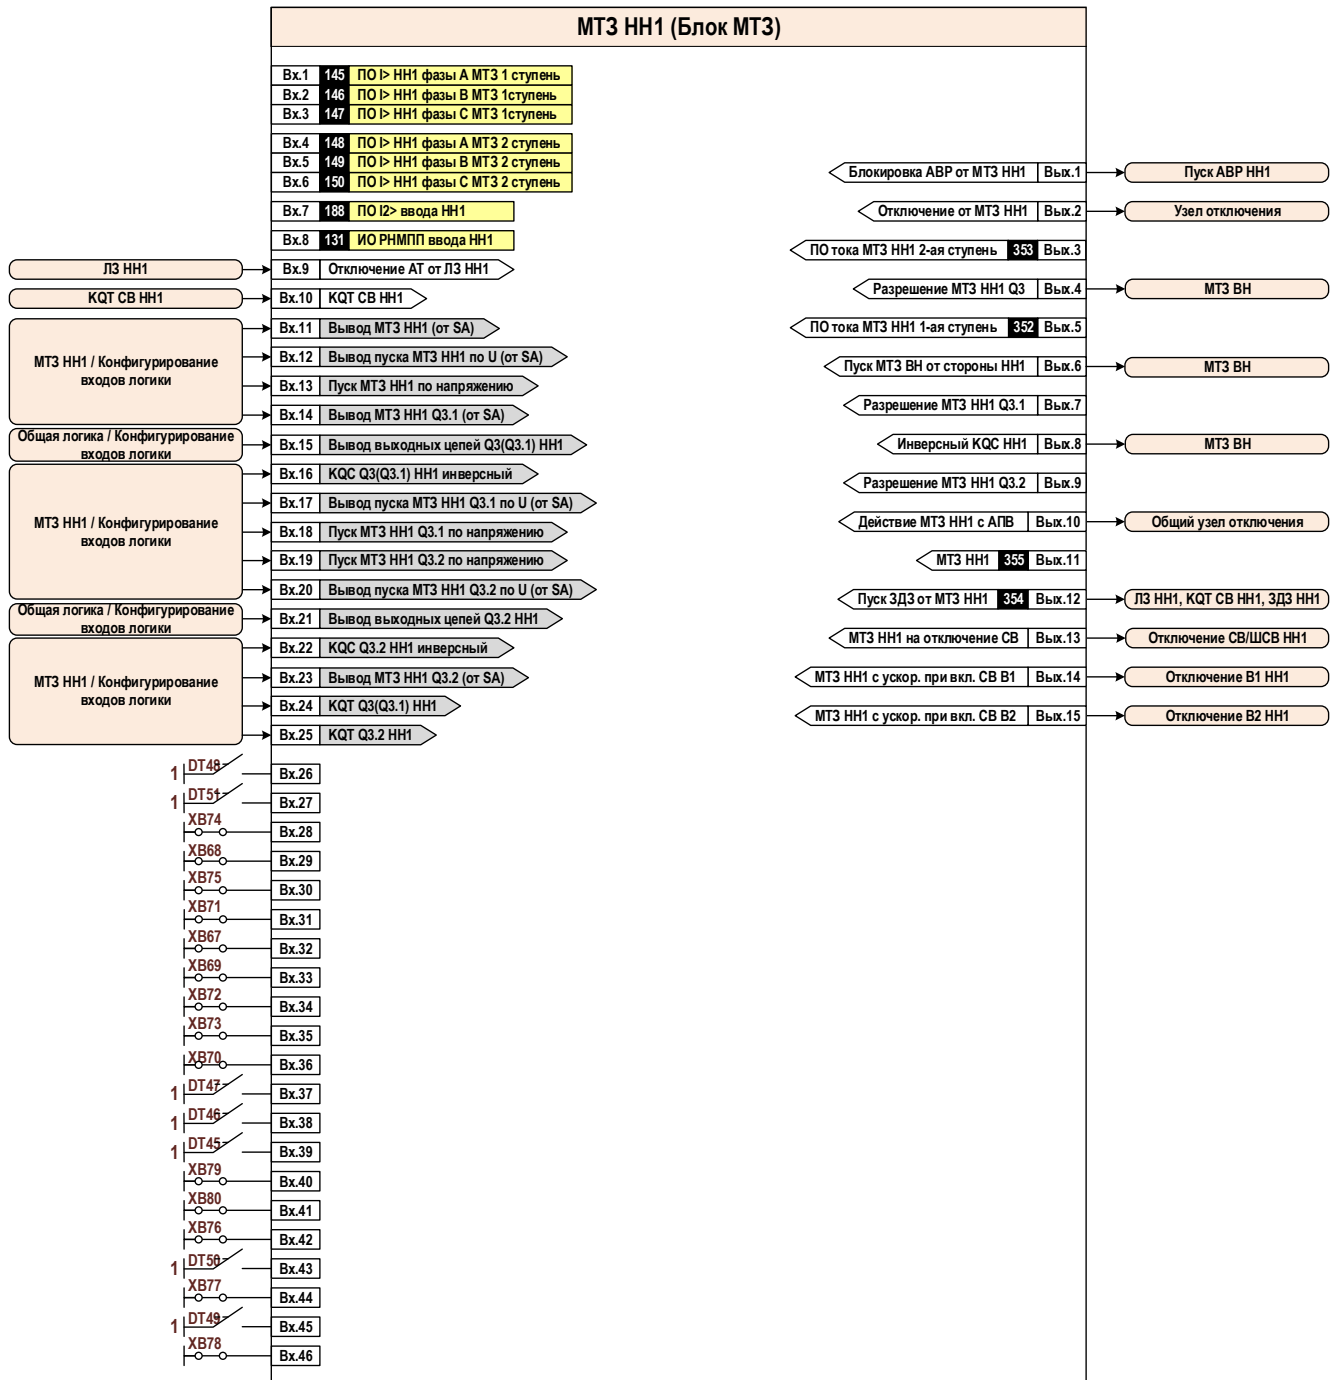 МТЗ НН1 (Блок МТЗ)
Вх.1 145 ПО I> НН1 фазы А МТЗ 1 ступень
Вх.2 146 ПО I> НН1 фазы В МТЗ 1ступень
Вх.3 147 ПО I> НН1 фазы С МТЗ 1ступень
Вх.4 148 ПО I> НН1 фазы А МТЗ 2 ступень
Вх.5 149 ПО I> НН1 фазы В МТЗ 2 ступень
Вх.6 150 ПО I> НН1 фазы С МТЗ 2 ступень
Вх.7 188 ПО I2> ввода НН1
Вх.8 131 ИО РНМПП ввода НН1
ЛЗ НН1
Вх.9 Отключение АТ от ЛЗ НН1
KQT СВ НН1
Вх.10 KQT СВ НН1
МТЗ НН1 / Конфигурирование
входов логики
Вх.11 Вывод МТЗ НН1 (от SA)
Вх.12 Вывод пуска МТЗ НН1 по U (от SA)
Вх.13 Пуск МТЗ НН1 по напряжению
Вх.14 Вывод МТЗ НН1 Q3.1 (от SA)
Общая логика / Конфигурирование
входов логики
Вх.15 Вывод выходных цепей Q3(Q3.1) НН1
МТЗ НН1 / Конфигурирование
входов логики
Вх.16 KQC Q3(Q3.1) НН1 инверсный
Вх.17 Вывод пуска МТЗ НН1 Q3.1 по U (от SA)
Вх.18 Пуск МТЗ НН1 Q3.1 по напряжению
Вх.19 Пуск МТЗ НН1 Q3.2 по напряжению
Вх.20 Вывод пуска МТЗ НН1 Q3.2 по U (от SA)
Общая логика / Конфигурирование
входов логики
Вх.21 Вывод выходных цепей Q3.2 НН1
МТЗ НН1 / Конфигурирование
входов логики
Вх.22 KQC Q3.2 НН1 инверсный
Вх.23 Вывод МТЗ НН1 Q3.2 (от SA)
Вх.24 KQT Q3(Q3.1) НН1
Вх.25 KQT Q3.2 НН1
1 DT48 Вх.26
1 DT51 Вх.27
XB74 Вх.28
XB68 Вх.29
XB75 Вх.30
XB71 Вх.31
XB67 Вх.32
XB69 Вх.33
XB72 Вх.34
XB73 Вх.35
XB70 Вх.36
1 DT47 Вх.37
1 DT46 Вх.38
1 DT45 Вх.39
XB79 Вх.40
XB80 Вх.41
XB76 Вх.42
1 DT50 Вх.43
XB77 Вх.44
1 DT49 Вх.45
XB78 Вх.46
Блокировка АВР от МТЗ НН1 Вых.1 Пуск АВР НН1
Отключение от МТЗ НН1 Вых.2 Узел отключения
ПО тока МТЗ НН1 2-ая ступень 353 Вых.3
Разрешение МТЗ НН1 Q3 Вых.4 МТЗ ВН
ПО тока МТЗ НН1 1-ая ступень 352 Вых.5
Пуск МТЗ ВН от стороны НН1 Вых.6 МТЗ ВН
Разрешение МТЗ НН1 Q3.1 Вых.7
Инверсный KQC НН1 Вых.8 МТЗ ВН
Разрешение МТЗ НН1 Q3.2 Вых.9
Действие МТЗ НН1 с АПВ Вых.10 Общий узел отключения
МТЗ НН1 355 Вых.11
Пуск ЗДЗ от МТЗ НН1 354 Вых.12 ЛЗ НН1, KQT СВ НН1, ЗДЗ НН1
МТЗ НН1 на отключение СВ Вых.13 Отключение СВ/ШСВ НН1
МТЗ НН1 с ускор. при вкл. СВ В1 Вых.14 Отключение В1 НН1
МТЗ НН1 с ускор. при вкл. СВ В2 Вых.15 Отключение В2 НН1